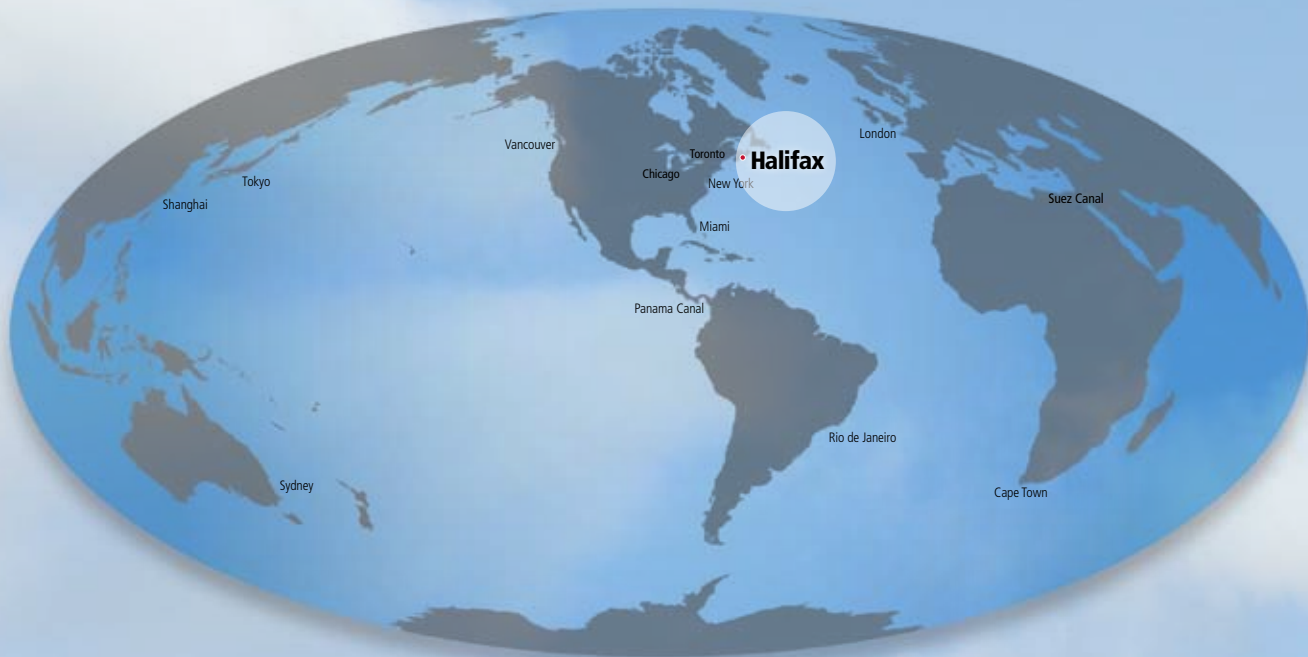 London
Vancouver
Toronto
Halifax
Chicago
Tokyo
New York
Suez Canal
Shanghai
Miami
Panama Canal
Rio de Janeiro
Sydney
Cape Town